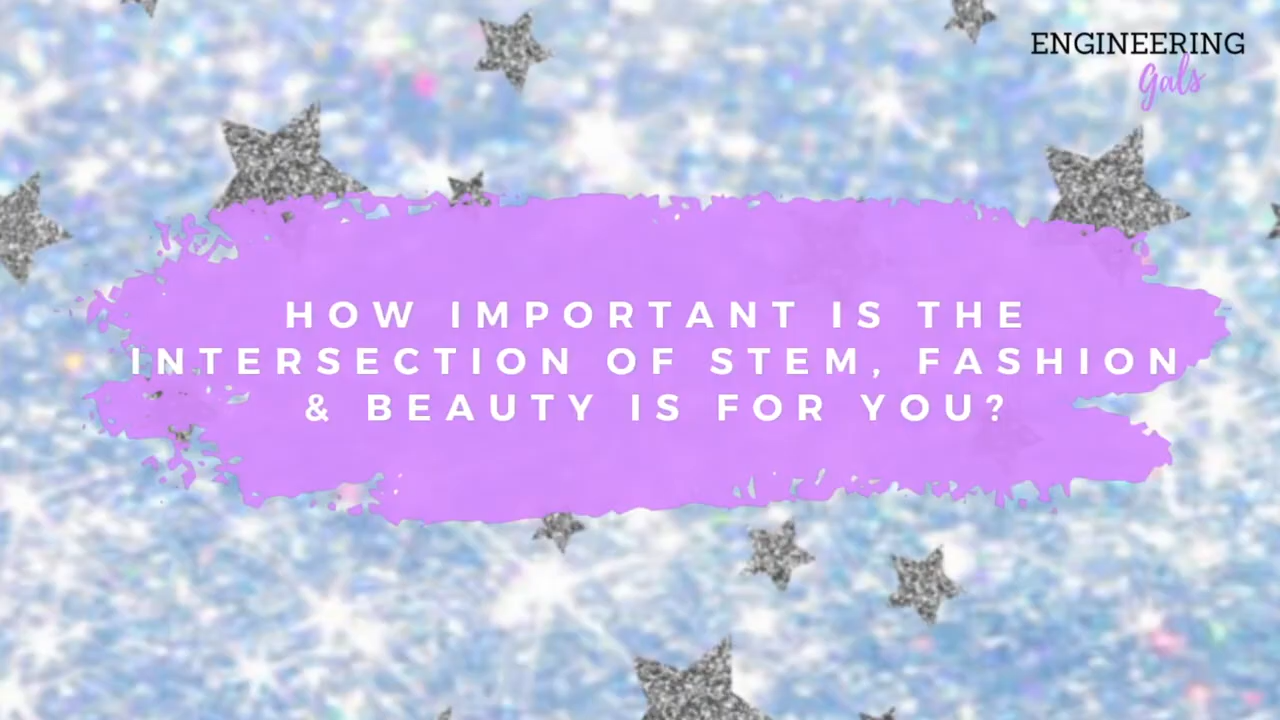 ENGINEERING
Gals
HOW IMPORTANT IS THE
INTERSECTION OF STEM, FASHION
& BEAUTY IS FOR YOU?